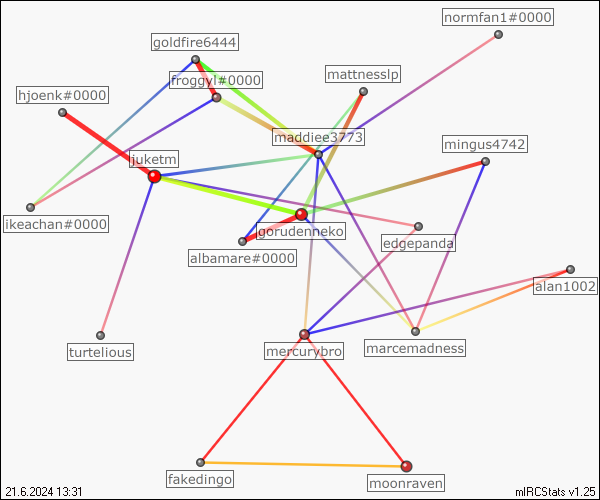 normfan1#0000
goldfire6444
froggyl#0000
mattnesslp
hjoenk#0000
maddiee3773
mingus4742
juketm
ikeachan#0000
gorudenneko
edgepanda
albamare#0000
alan1002
turtelious
mercurybro
marcemadness
fakedingo
moonraven
21.6.2024 13:31
mIRCStats v1.25